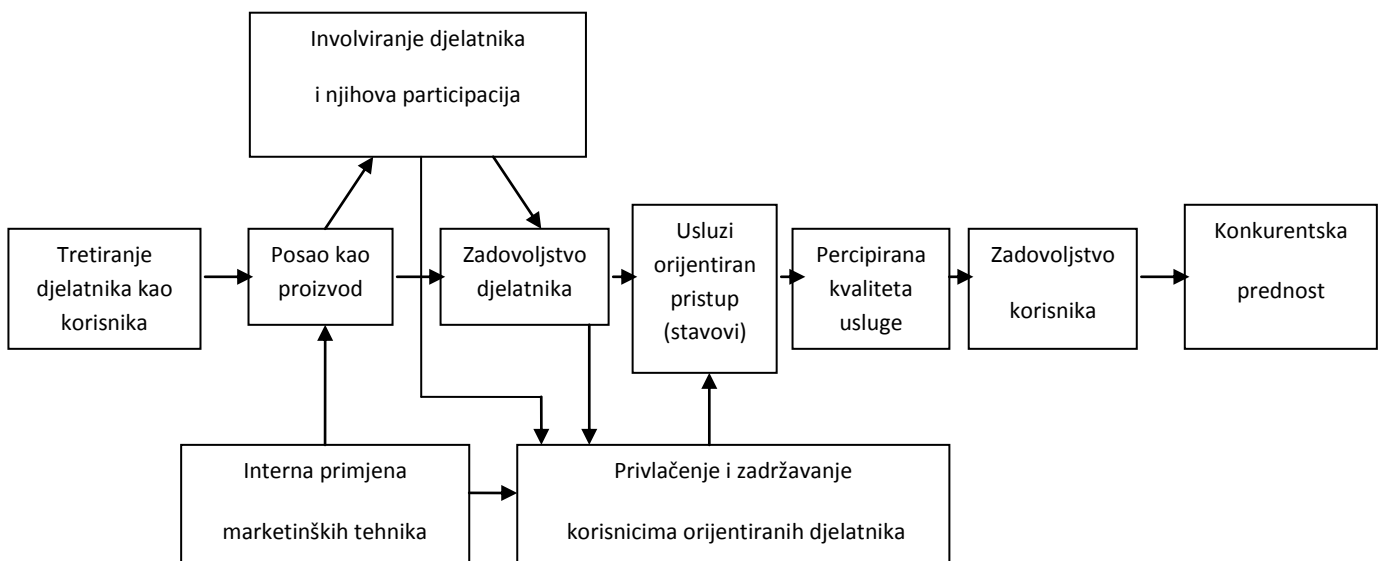 Involviranje djelatnika
i njihova participacija
Tretiranje
djelatnika kao
korisnika
Posao kao
proizvod
Zadovoljstvo
djelatnika
Usluzi
orijentiran
pristup
(stavovi)
Percipirana
kvaliteta
usluge
Zadovoljstvo
korisnika
Konkurentska
prednost
Interna primjena
marketinških tehnika
Privlačenje i zadržavanje
korisnicima orijentiranih djelatnika